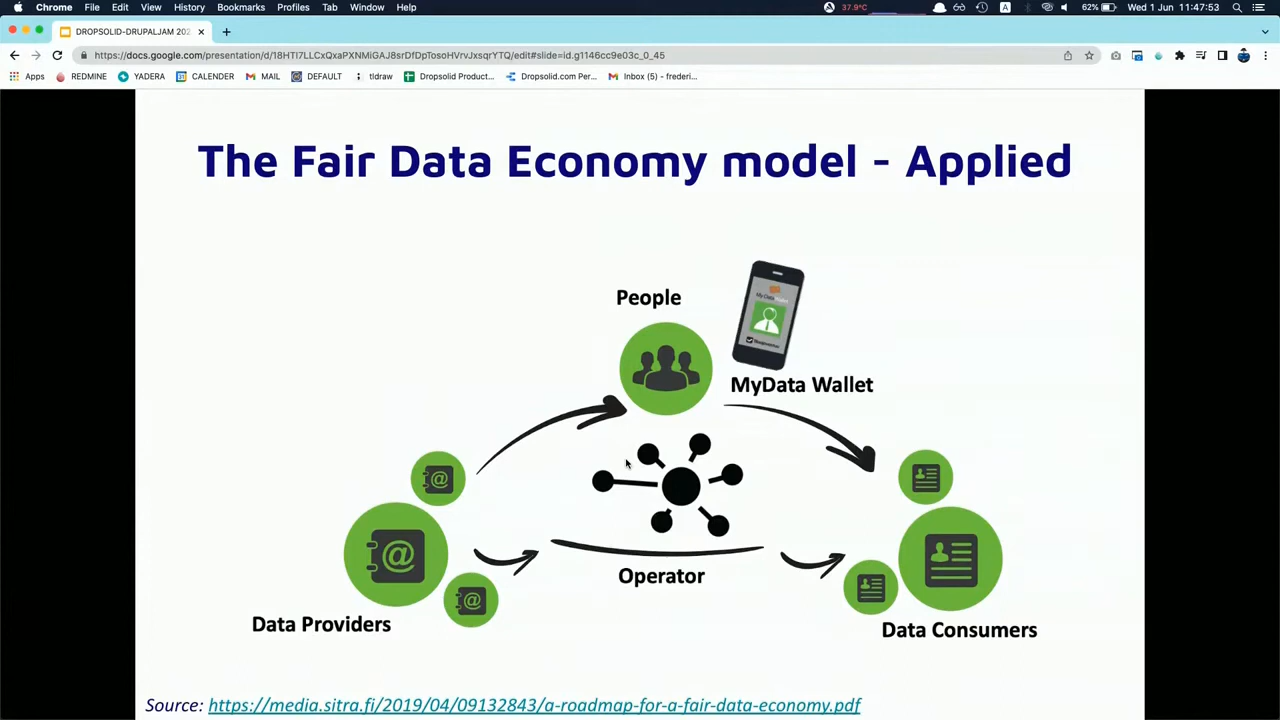 Chrome File Edit View History Bookmarks Profiles Tab Window Help 37.9°C A 62% Wed 1 Jun 11:47:53
DROPSOLID-DRUPALJAM 202
https://docs.google.com/presentation/d/18HTI7LLCxQxaPXNMiGAJ8srDfDpTosoHVrvJxsqrYTQ/edit#slide=id.g1146cc9e03c_0_45
Apps REDMINE YADERA CALENDER MAIL DEFAULT tldraw Dropsolid Product... Dropsolid.com Per... Inbox (5) - frederi...
The Fair Data Economy model - Applied
People
MyData Wallet
Operator
Data Providers
Data Consumers
Source: https://media.sitra.fi/2019/04/09132843/a-roadmap-for-a-fair-data-economy.pdf